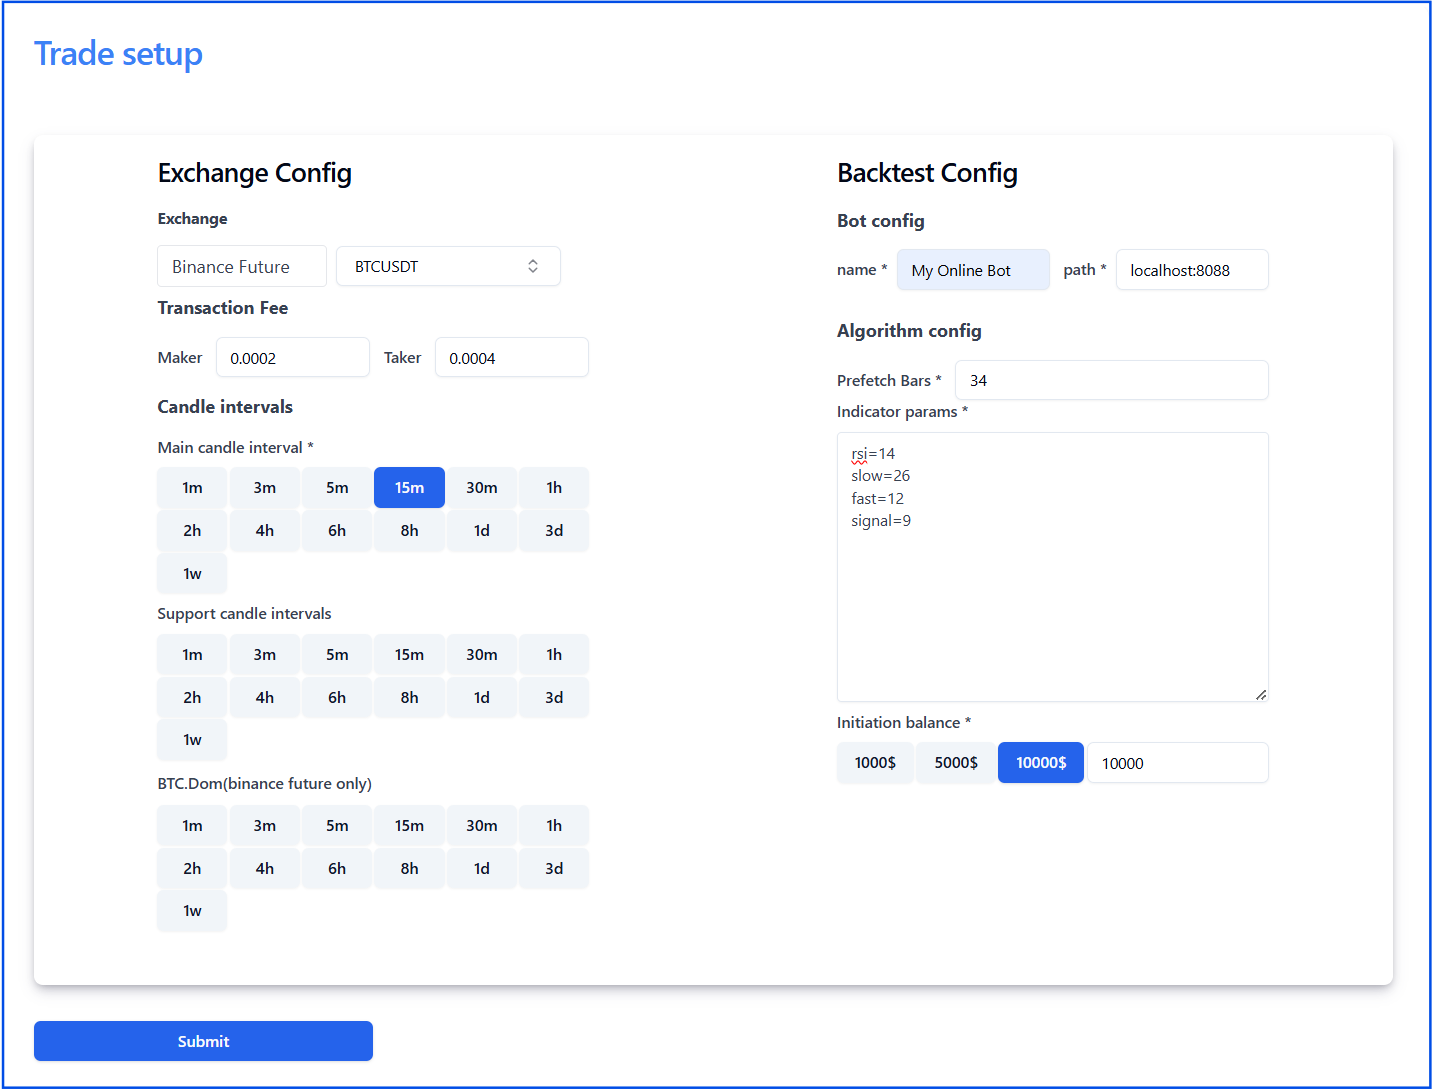 Trade setup
Exchange Config
Exchange
Binance Future BTCUSDT
Transaction Fee
Maker 0.0002 Taker 0.0004
Candle intervals
Main candle interval *
1m 3m 5m 15m 30m 1h
2h 4h 6h 8h 1d 3d
1w
Support candle intervals
1m 3m 5m 15m 30m 1h
2h 4h 6h 8h 1d 3d
1w
BTC.Dom(binance future only)
1m 3m 5m 15m 30m 1h
2h 4h 6h 8h 1d 3d
1w
Backtest Config
Bot config
name * My Online Bot path * localhost:8088
Algorithm config
Prefetch Bars * 34
Indicator params *
rsi=14
slow=26
fast=12
signal=9
Initiation balance *
1000$ 5000$ 10000$ 10000
Submit